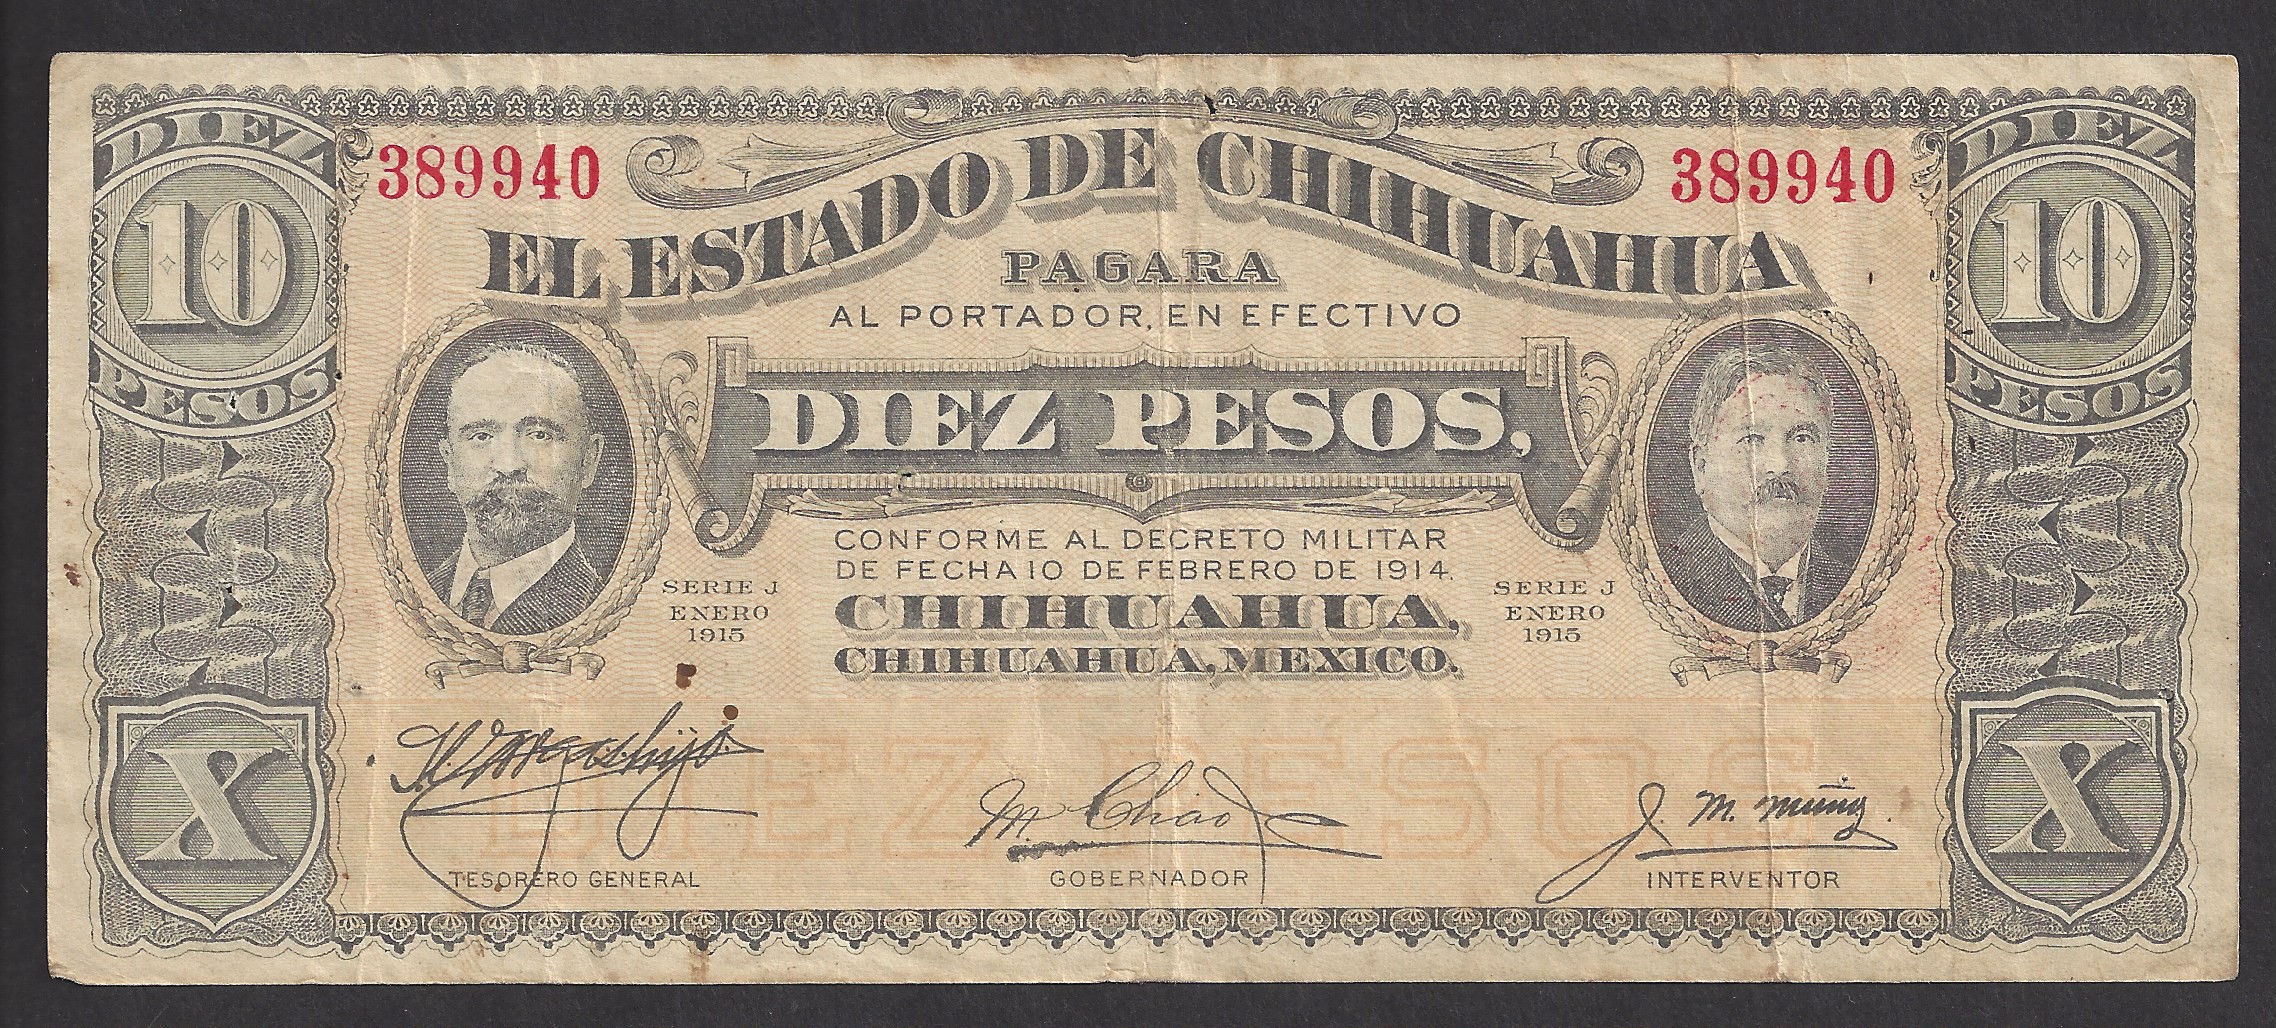 DIEZ
10
PESOS
389940
EL ESTADO DE CHIHUAHUA
389940
DIEZ
10
PESOS
PAGARA
AL PORTADOR, EN EFECTIVO
DIEZ PESOS,
CONFORME AL DECRETO MILITAR
DE FECHA 10 DE FEBRERO DE 1914.
SERIE J
ENERO
1915
SERIE J
ENERO
1915
CHIHUAHUA,
CHIHUAHUA, MEXICO.
DIEZ PESOS
X
X
M. Chao
J. M. Muñoz.
TESORERO GENERAL
GOBERNADOR
INTERVENTOR